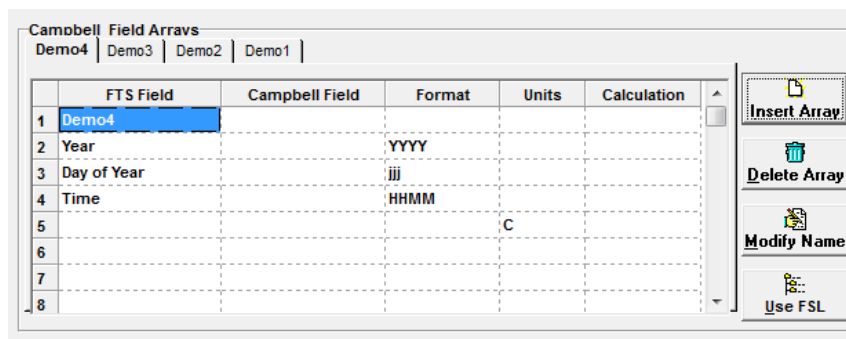 Campbell Field Arrays
Demo4 Demo3 Demo2 Demo1
FTS Field Campbell Field Format Units Calculation
1 Demo4
2 Year YYYY
3 Day of Year jjj
4 Time HHMM
5 C
6
7
8
Insert Array
Delete Array
Modify Name
Use FSL